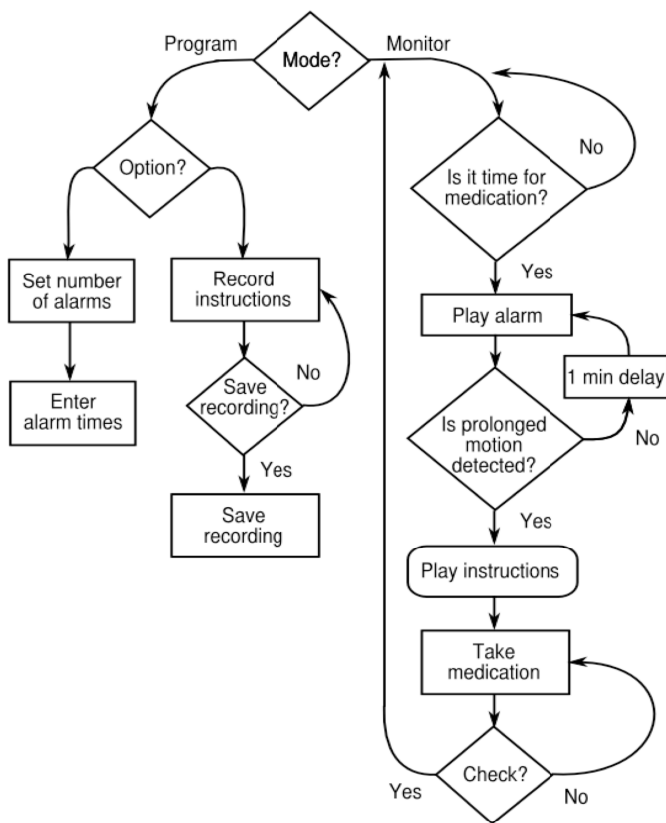 Program
Mode?
Monitor
Option?
Set number
of alarms
Enter
alarm times
Record
instructions
Save
recording?
No
Yes
Save
recording
Is it time for
medication?
No
Yes
Play alarm
1 min delay
Is prolonged
motion
detected?
No
Yes
Play instructions
Take
medication
Check?
Yes
No